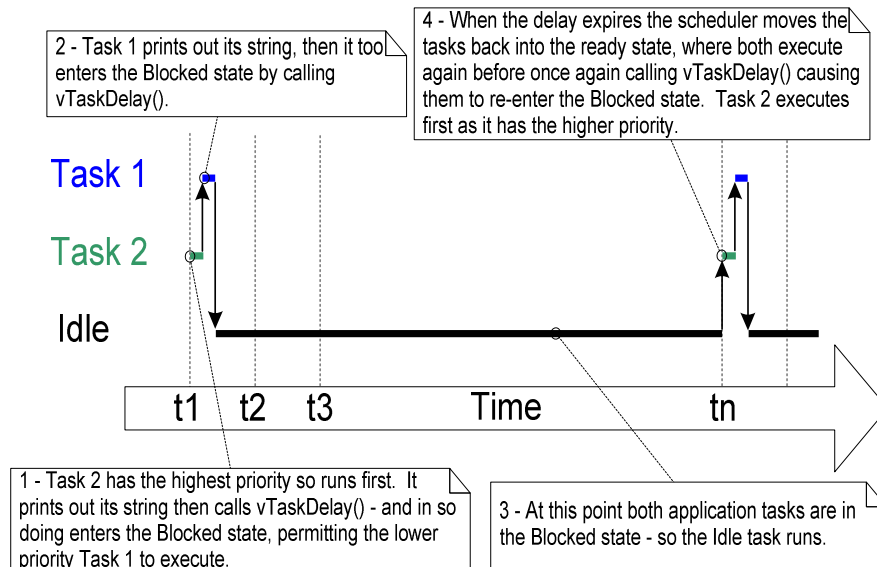 2 - Task 1 prints out its string, then it too
enters the Blocked state by calling
vTaskDelay().
4 - When the delay expires the scheduler moves the
tasks back into the ready state, where both execute
again before once again calling vTaskDelay() causing
them to re-enter the Blocked state. Task 2 executes
first as it has the higher priority.
Task 1
Task 2
Idle
t1 t2 t3 Time tn
1 - Task 2 has the highest priority so runs first. It
prints out its string then calls vTaskDelay() - and in so
doing enters the Blocked state, permitting the lower
priority Task 1 to execute.
3 - At this point both application tasks are in
the Blocked state - so the Idle task runs.